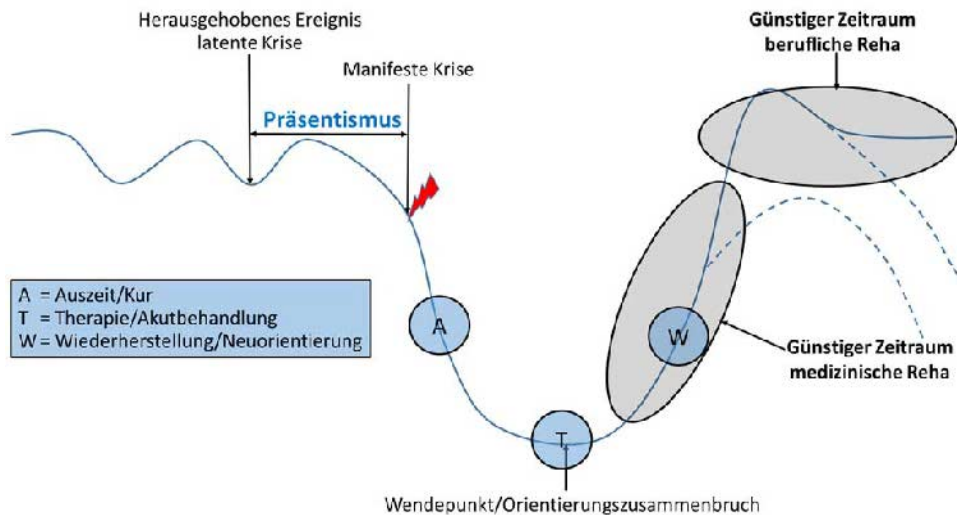 Herausgehobenes Ereignis
latente Krise
Manifeste Krise
Präsentismus
Günstiger Zeitraum
berufliche Reha
A = Auszeit/Kur
T = Therapie/Akutbehandlung
W = Wiederherstellung/Neuorientierung
A
W
T
Günstiger Zeitraum
medizinische Reha
Wendepunkt/Orientierungszusammenbruch